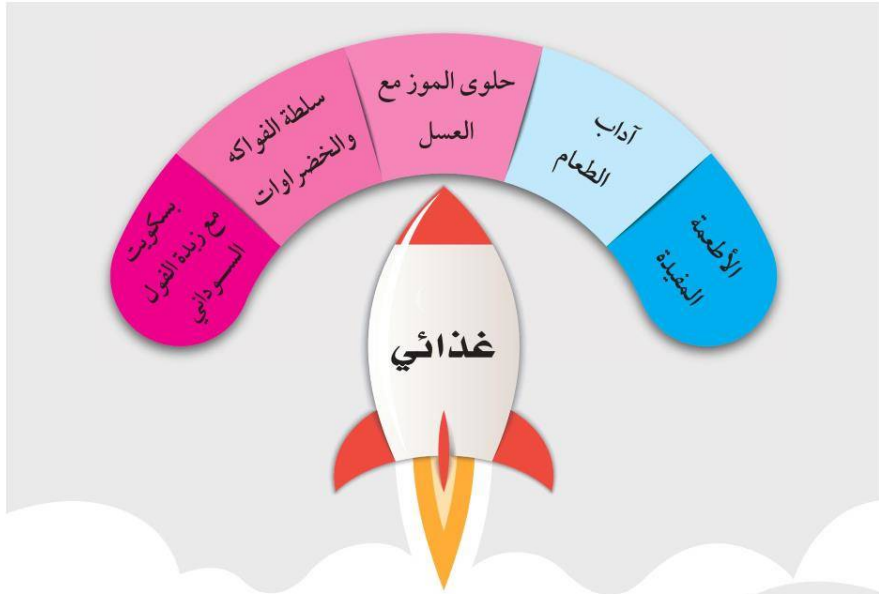 الأطعمة
المفيدة
آداب
الطعام
حلوى الموز مع
العسل
سلطة الفواكه
والخضراوات
بسكويت
مع زبدة الفول
السوداني
غذائي